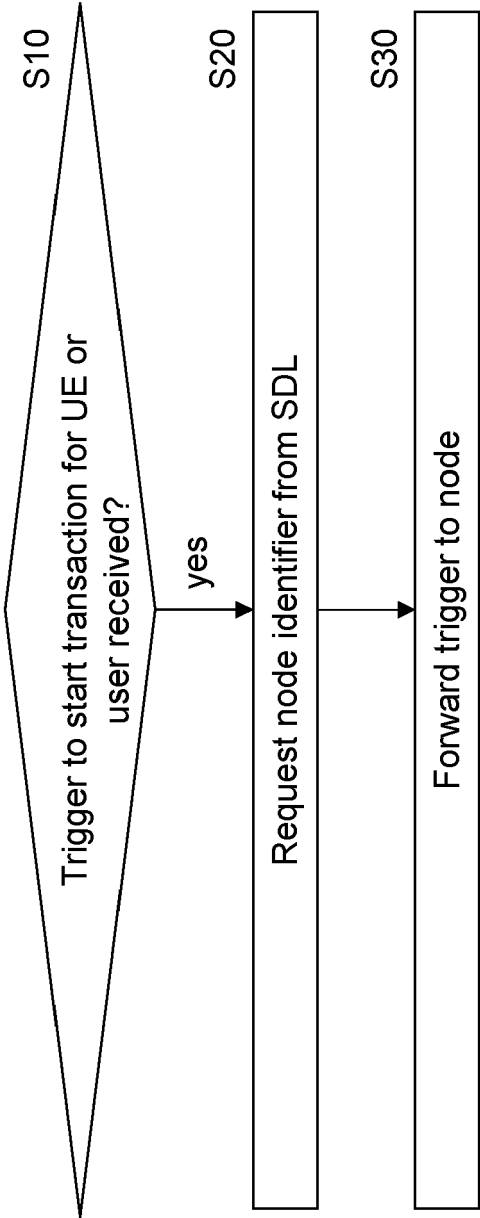 S10
Trigger to start transaction for UE or
user received?
yes
S20
Request node identifier from SDL
S30
Forward trigger to node